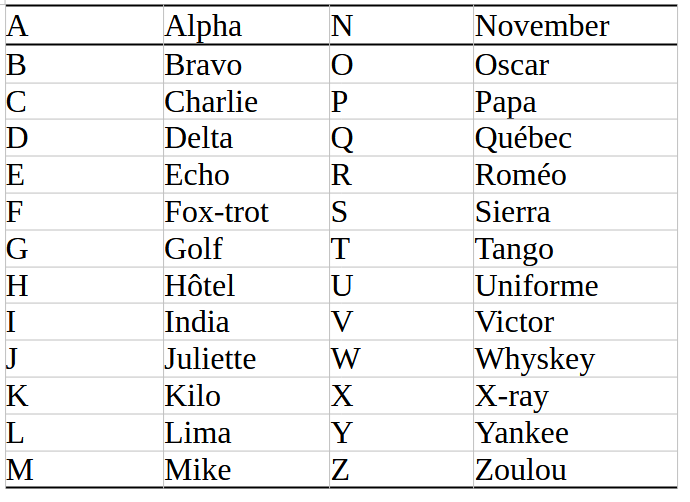 A Alpha N November
B Bravo O Oscar
C Charlie P Papa
D Delta Q Québec
E Echo R Roméo
F Fox-trot S Sierra
G Golf T Tango
H Hôtel U Uniforme
I India V Victor
J Juliette W Whyskey
K Kilo X X-ray
L Lima Y Yankee
M Mike Z Zoulou